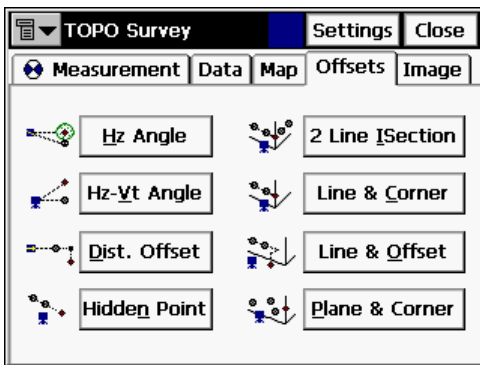 TOPO Survey Settings Close
Measurement Data Map Offsets Image
Hz Angle 2 Line ISection
Hz-Vt Angle Line & Corner
Dist. Offset Line & Offset
Hidden Point Plane & Corner